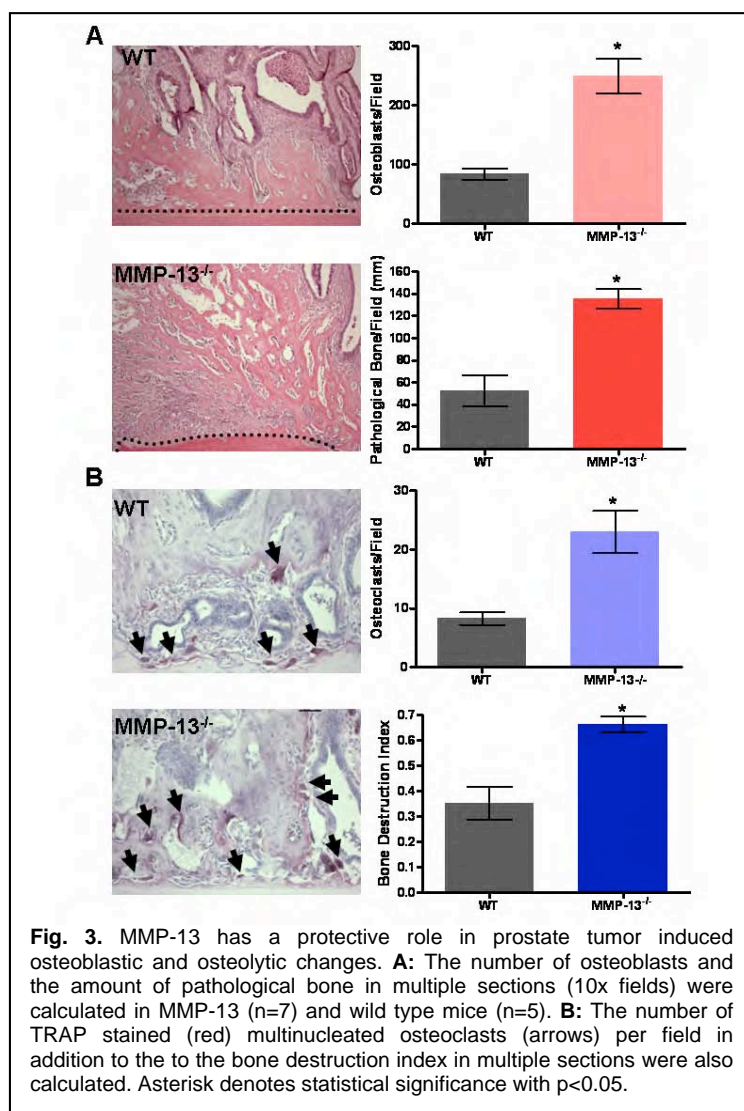 A
WT
Osteoblasts/Field
300
200
100
0
*
WT
MMP-13-/-
MMP-13-/-
Pathological Bone/Field (mm)
160
140
120
100
80
60
40
20
0
*
WT
MMP-13-/-
B
WT
Osteoclasts/Field
30
20
10
0
*
WT
MMP-13-/-
MMP-13-/-
Bone Destruction Index
0.7
0.6
0.5
0.4
0.3
0.2
0.1
0.0
*
WT
MMP-13-/-
Fig. 3. MMP-13 has a protective role in prostate tumor induced
osteoblastic and osteolytic changes. A: The number of osteoblasts and
the amount of pathological bone in multiple sections (10x fields) were
calculated in MMP-13 (n=7) and wild type mice (n=5). B: The number of
TRAP stained (red) multinucleated osteoclasts (arrows) per field in
addition to the to the bone destruction index in multiple sections were also
calculated. Asterisk denotes statistical significance with p<0.05.